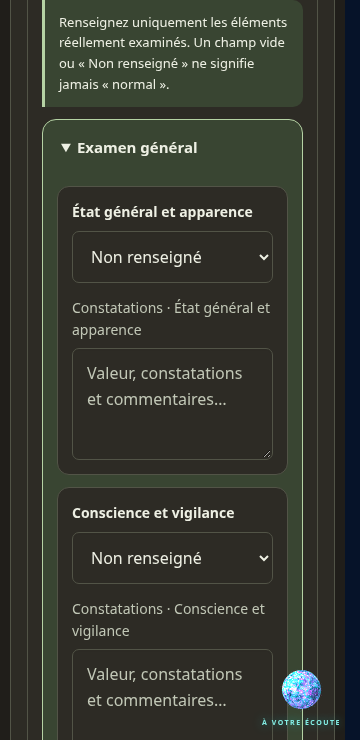 Renseignez uniquement les éléments
réellement examinés. Un champ vide
ou « Non renseigné » ne signifie
jamais « normal ».
▼ Examen général
État général et apparence
Non renseigné
Constatations · État général et
apparence
Valeur, constatations
et commentaires...
Conscience et vigilance
Non renseigné
Constatations · Conscience et
vigilance
Valeur, constatations
et commentaires...
À VOTRE ÉCOUTE